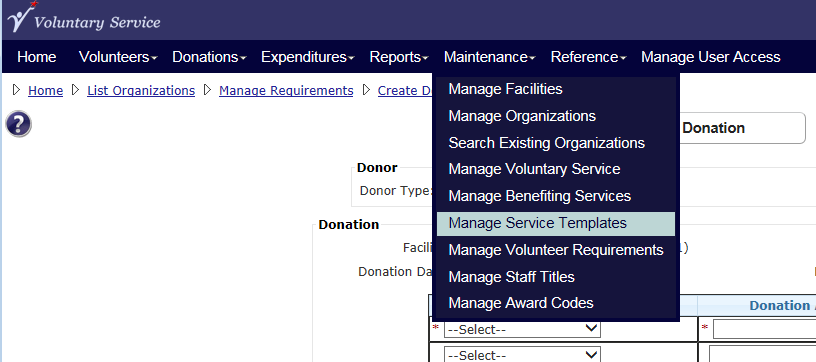 Voluntary Service
Home Volunteers Donations Expenditures Reports Maintenance Reference Manage User Access
Home List Organizations Manage Requirements Create D
Manage Facilities
Manage Organizations
Search Existing Organizations
Manage Voluntary Service
Manage Benefiting Services
Manage Service Templates
Manage Volunteer Requirements
Manage Staff Titles
Manage Award Codes
?
Donation
Donor
Donor Type:
Donation
Facili 1)
Donation Da
Donation
* --Select-- *
--Select--